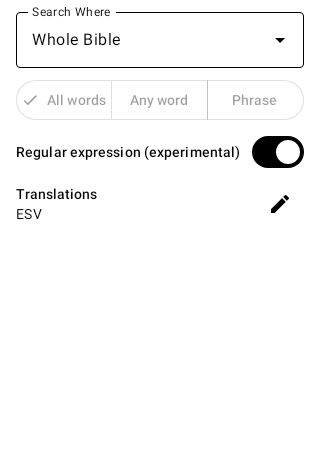 Search Where
Whole Bible
All words
Any word
Phrase
Regular expression (experimental)
Translations
ESV